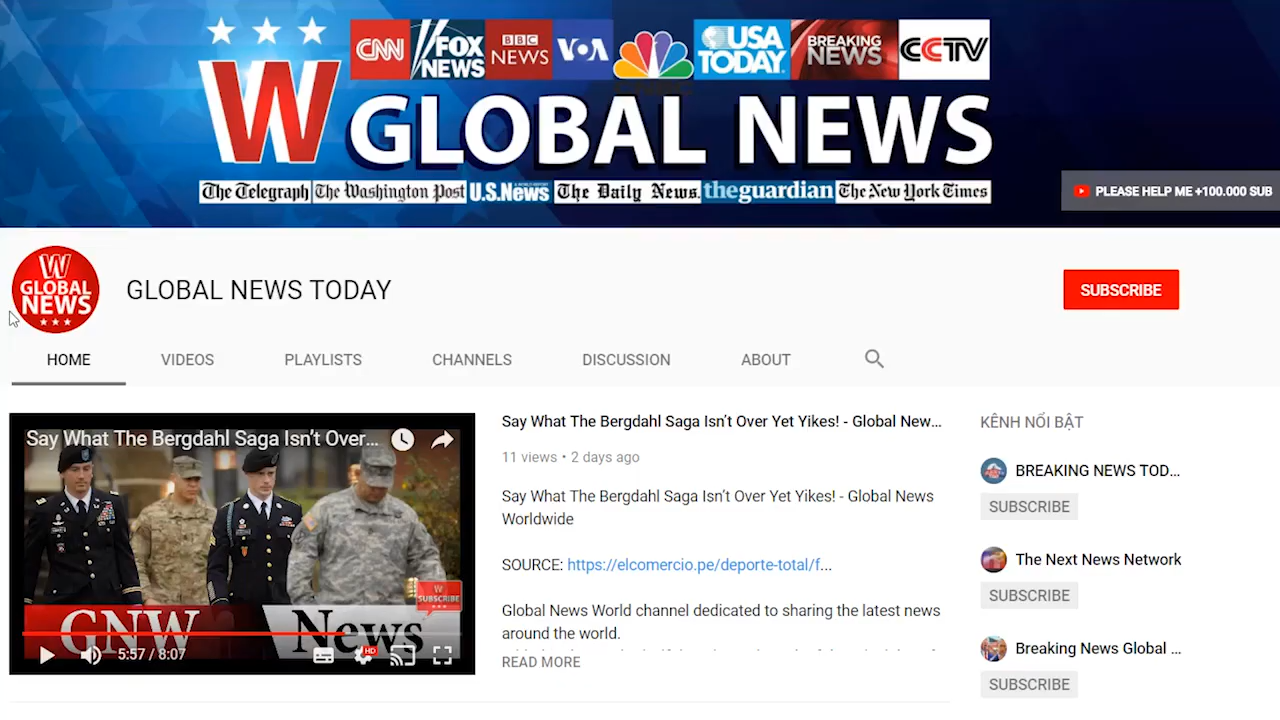 CNN
FOX NEWS
BBC NEWS
VOA
USA TODAY
BREAKING NEWS
CCTV
W GLOBAL NEWS
The Telegraph
The Washington Post
U.S.News
The Daily News.
theguardian
The New York Times
PLEASE HELP ME +100.000 SUB
W
GLOBAL
NEWS
GLOBAL NEWS TODAY
SUBSCRIBE
HOME VIDEOS PLAYLISTS CHANNELS DISCUSSION ABOUT
Say What The Bergdahl Saga Isn't Over...
W
SUBSCRIBE
GNW News
5:57 / 8:07
HD
Say What The Bergdahl Saga Isn't Over Yet Yikes! - Global New...
11 views • 2 days ago
Say What The Bergdahl Saga Isn't Over Yet Yikes! - Global News
Worldwide
SOURCE: https://elcomercio.pe/deporte-total/f...
Global News World channel dedicated to sharing the latest news
around the world.
READ MORE
KÊNH NỔI BẬT
BREAKING NEWS TOD...
SUBSCRIBE
The Next News Network
SUBSCRIBE
Breaking News Global ...
SUBSCRIBE